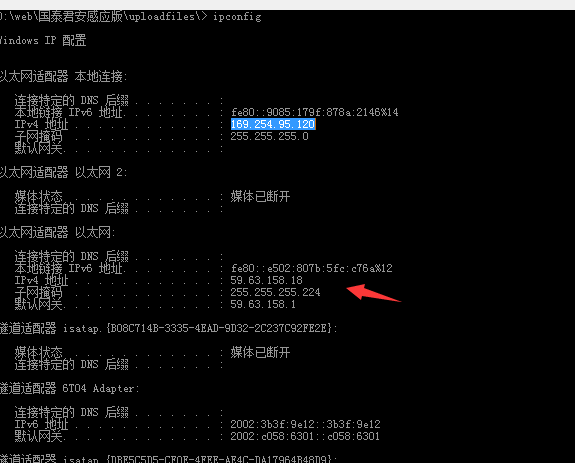 D:\web\国泰君安感应版\uploadfiles\> ipconfig
Windows IP 配置
以太网适配器 本地连接:
连接特定的 DNS 后缀 . . . . . . . :
本地链接 IPv6 地址. . . . . . . . : fe80::9085:179f:878a:2146%14
IPv4 地址 . . . . . . . . . . . . : 169.254.95.120
子网掩码 . . . . . . . . . . . . : 255.255.255.0
默认网关. . . . . . . . . . . . . :
以太网适配器 以太网 2:
媒体状态 . . . . . . . . . . . . : 媒体已断开
连接特定的 DNS 后缀 . . . . . . . :
以太网适配器 以太网:
连接特定的 DNS 后缀 . . . . . . . :
本地链接 IPv6 地址. . . . . . . . : fe80::e502:807b:5fc:c76a%12
IPv4 地址 . . . . . . . . . . . . : 59.63.158.18
子网掩码 . . . . . . . . . . . . : 255.255.255.224
默认网关. . . . . . . . . . . . . : 59.63.158.1
隧道适配器 isatap.{B08C714B-3335-4EAD-9D32-2C237C92FE2E}:
媒体状态 . . . . . . . . . . . . : 媒体已断开
连接特定的 DNS 后缀 . . . . . . . :
隧道适配器 6TO4 Adapter:
连接特定的 DNS 后缀 . . . . . . . :
IPv6 地址 . . . . . . . . . . . . : 2002:3b3f:9e12::3b3f:9e12
默认网关. . . . . . . . . . . . . : 2002:c058:6301::c058:6301
隧道适配器 isatap.{DBE5C5D5-CE0E-4EEE-AE4C-DA17964B48D9}: